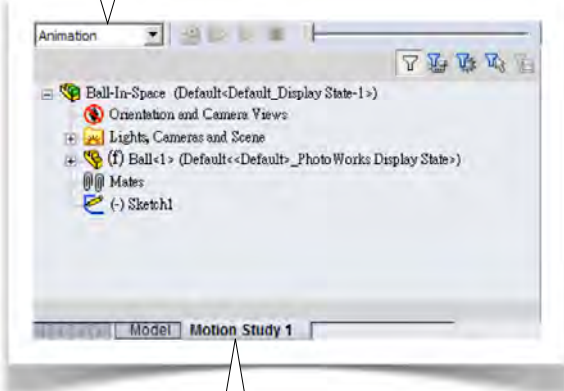 Animation
Ball-In-Space (Default<Default_Display State-1>)
Orientation and Camera Views
Lights, Cameras and Scene
(f) Ball<1> (Default<<Default>_PhotoWorks Display State>)
Mates
(-) Sketch1
Model Motion Study 1